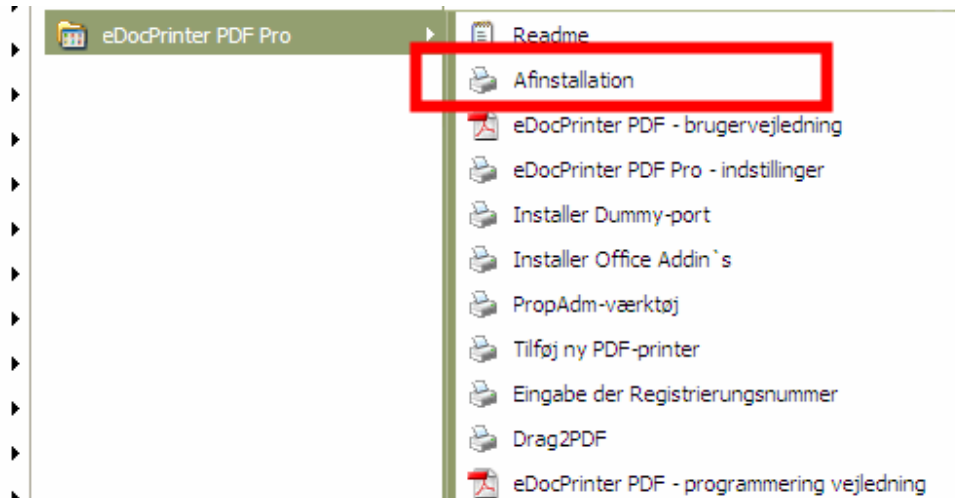 eDocPrinter PDF Pro
Readme
Afinstallation
eDocPrinter PDF - brugervejledning
eDocPrinter PDF Pro - indstillinger
Installer Dummy-port
Installer Office Addin`s
PropAdm-værktøj
Tilføj ny PDF-printer
Eingabe der Registrierungsnummer
Drag2PDF
eDocPrinter PDF - programmering vejledning